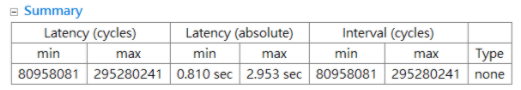 Summary
Latency (cycles) Latency (absolute) Interval (cycles)
min max min max min max Type
80958081 295280241 0.810 sec 2.953 sec 80958081 295280241 none